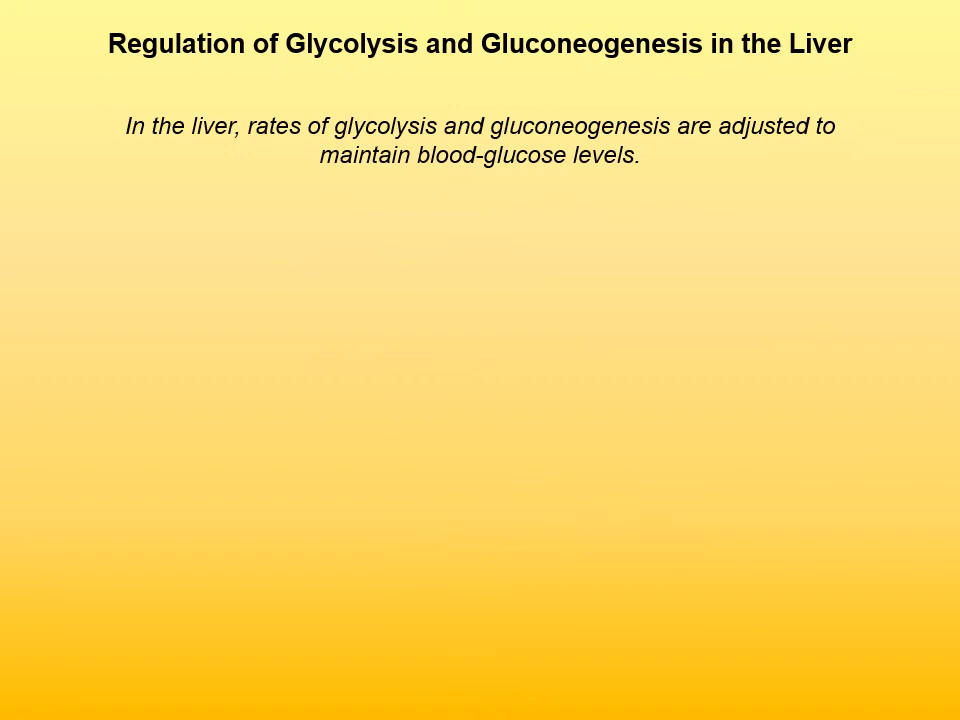 Regulation of Glycolysis and Gluconeogenesis in the Liver
In the liver, rates of glycolysis and gluconeogenesis are adjusted to
maintain blood-glucose levels.